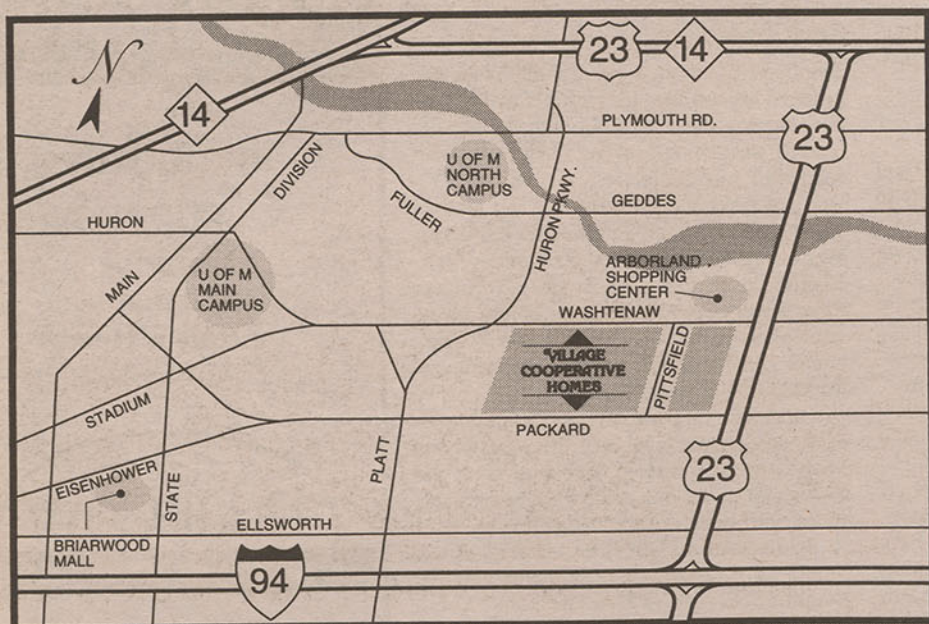 N
23
14
14
PLYMOUTH RD.
23
DIVISION
U OF M
NORTH
CAMPUS
FULLER
HURON PKWY.
GEDDES
HURON
MAIN
U OF M
MAIN
CAMPUS
ARBORLAND
SHOPPING
CENTER
WASHTENAW
VILLAGE
COOPERATIVE
HOMES
PITTSFIELD
STADIUM
PACKARD
PLATT
23
EISENHOWER
STATE
ELLSWORTH
BRIARWOOD
MALL
94